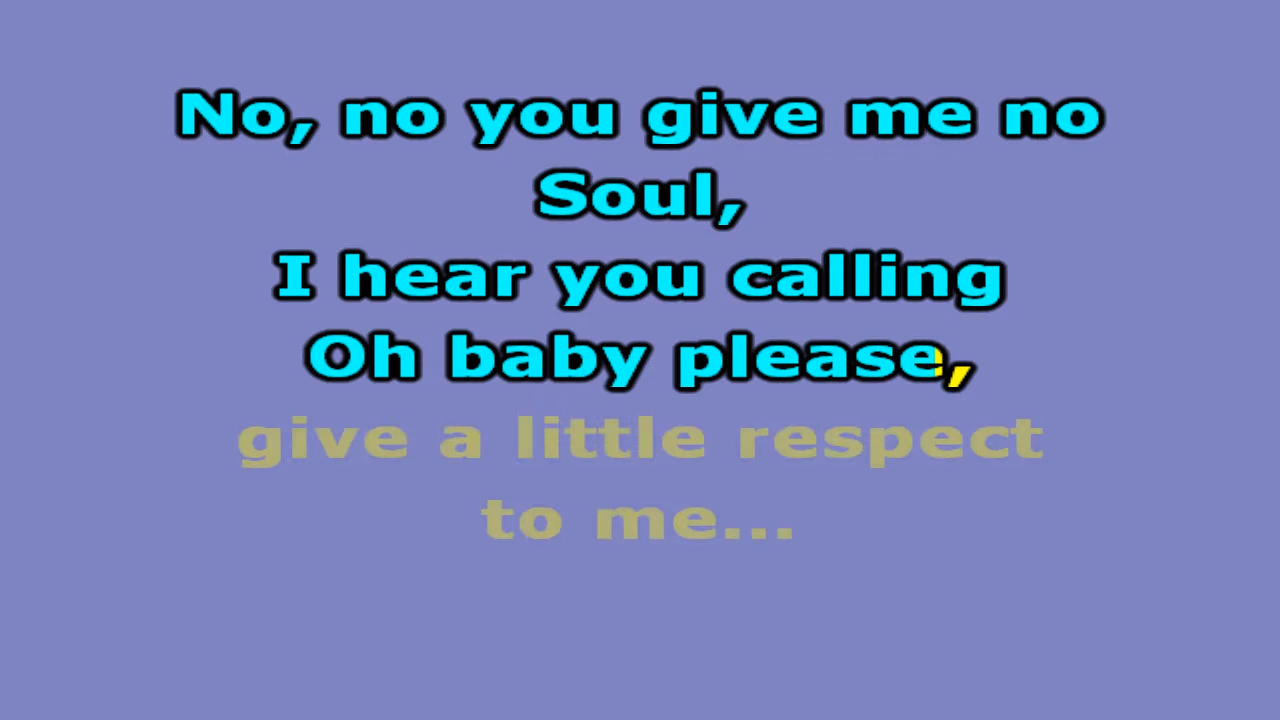 No, no you give me no
Soul,
I hear you calling
Oh baby please,
give a little respect
to me...